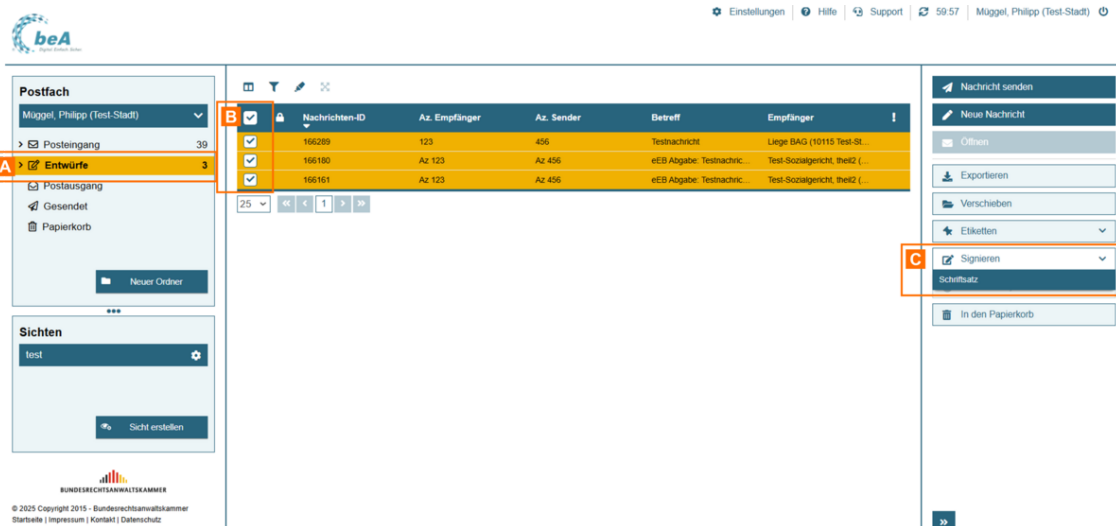 Einstellungen | Hilfe | Support | 59:57 | Müggel, Philipp (Test-Stadt)
beA
Postfach
Müggel, Philipp (Test-Stadt)
Posteingang 39
A
Entwürfe 3
Postausgang
Gesendet
Papierkorb
Neuer Ordner
Sichten
test
Sicht erstellen
BUNDESRECHTSANWALTSKAMMER
© 2025 Copyright 2015 - Bundesrechtsanwaltskammer
Startseite | Impressum | Kontakt | Datenschutz
B
Nachrichten-ID Az. Empfänger Az. Sender Betreff Empfänger !
166289 123 456 Testnachricht Liege BAG (10115 Test-St...
166180 Az 123 Az 456 eEB Abgabe: Testnachric... Test-Sozialgericht, theil2 (...
166161 Az 123 Az 456 eEB Abgabe: Testnachric... Test-Sozialgericht, theil2 (...
25 « ‹ 1 › »
Nachricht senden
Neue Nachricht
Öffnen
Exportieren
Verschieben
Etiketten
C
Signieren
Schriftsatz
In den Papierkorb
»